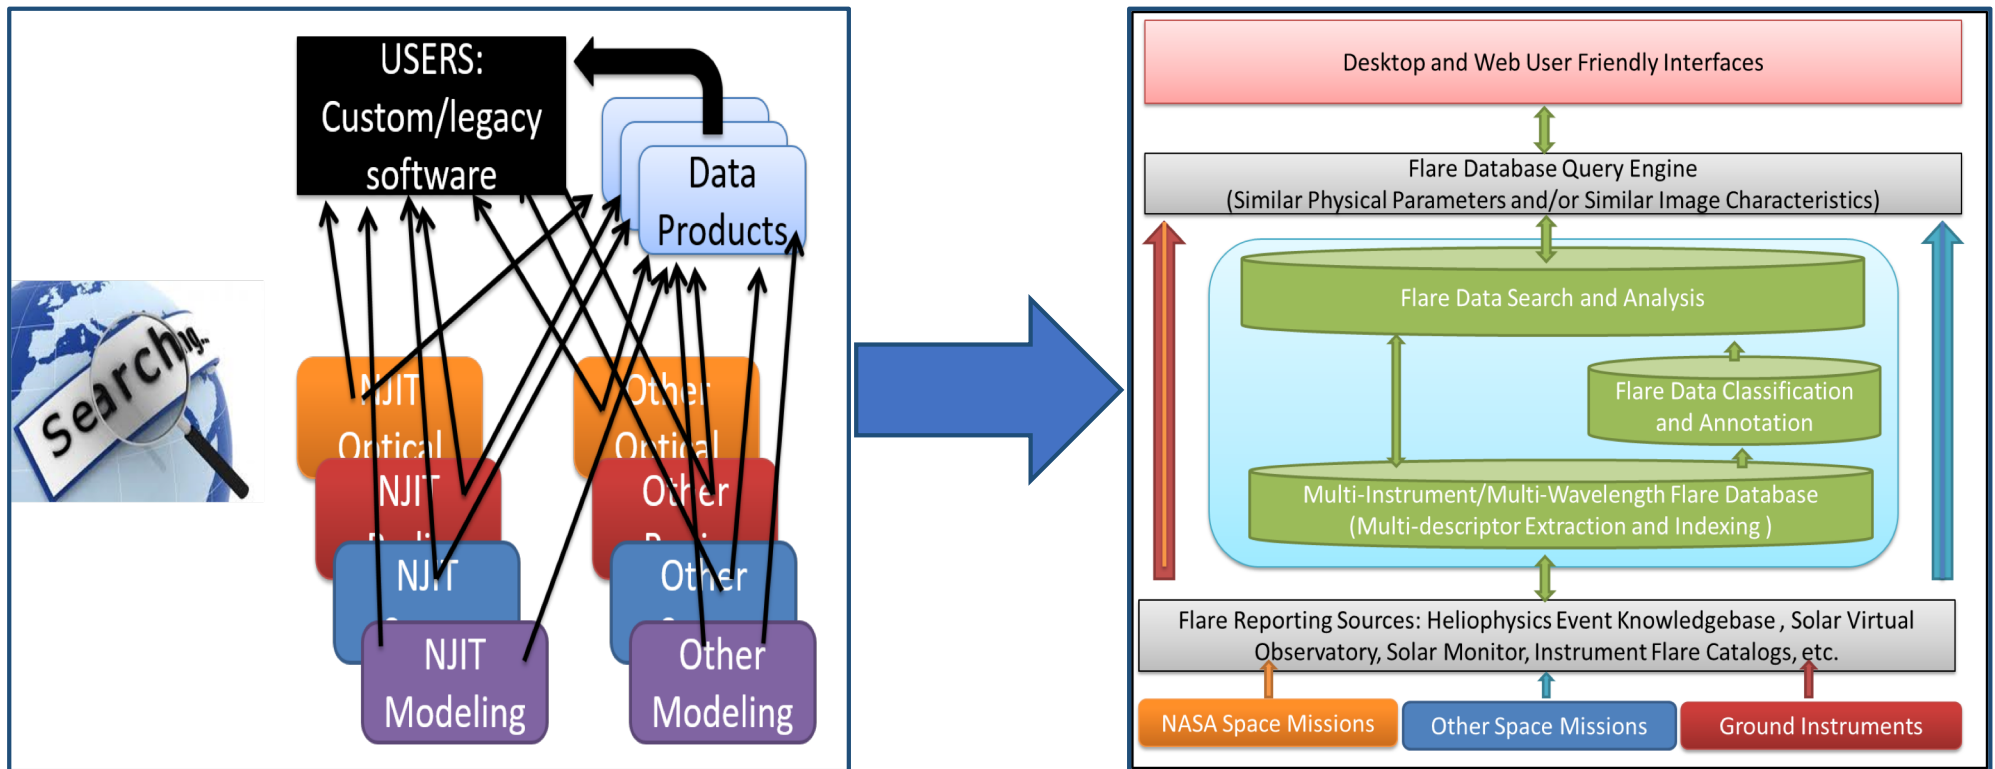 USERS:
Custom/legacy
software
Data
Products
Searching..
NJIT
Optical
Other
Optical
NJIT
Other
NJIT
Other
NJIT
Modeling
Other
Modeling
Desktop and Web User Friendly Interfaces
Flare Database Query Engine
(Similar Physical Parameters and/or Similar Image Characteristics)
Flare Data Search and Analysis
Flare Data Classification
and Annotation
Multi-Instrument/Multi-Wavelength Flare Database
(Multi-descriptor Extraction and Indexing )
Flare Reporting Sources: Heliophysics Event Knowledgebase , Solar Virtual
Observatory, Solar Monitor, Instrument Flare Catalogs, etc.
NASA Space Missions
Other Space Missions
Ground Instruments